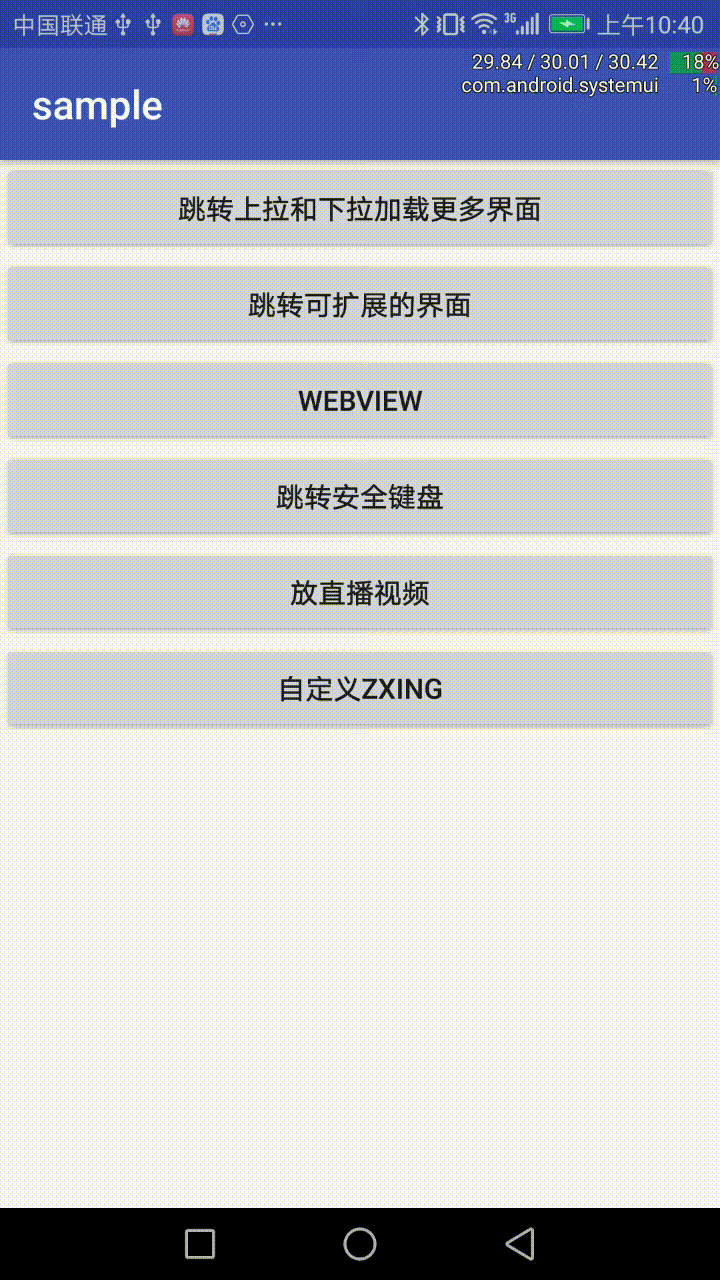 中国联通 3G 上午10:40
29.84 / 30.01 / 30.42 18%
com.android.systemui 1%
sample
跳转上拉和下拉加载更多界面
跳转可扩展的界面
WEBVIEW
跳转安全键盘
放直播视频
自定义ZXING